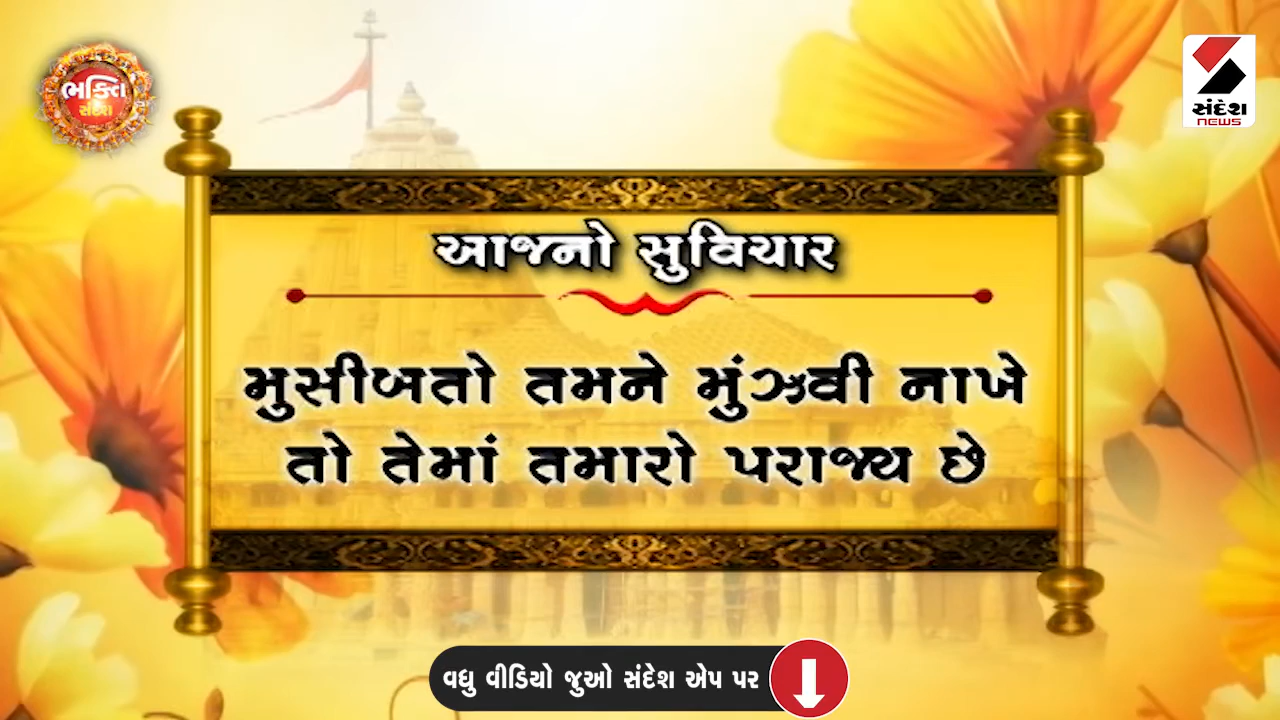 ભક્તિ
સંદેશ
સંદેશ
NEWS
આજનો સુવિચાર
મુસીબતો તમને મુંઝવી નાખે
તો તેમાં તમારો પરાજ્ય છે
વધુ વીડિયો જુઓ સંદેશ એપ પર